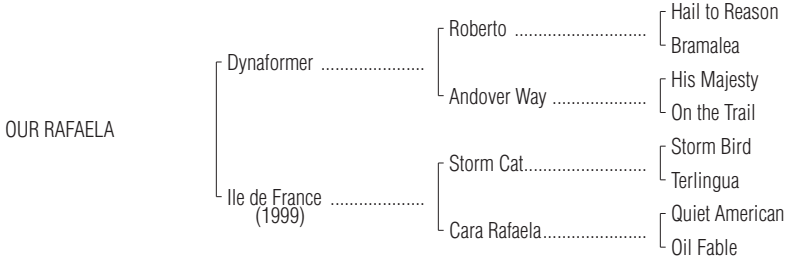 Hail to Reason
Roberto ............................
Bramalea
Dynaformer ......................
His Majesty
Andover Way ....................
On the Trail
OUR RAFAELA
Storm Bird
Storm Cat..........................
Terlingua
Ile de France ....................
(1999)
Quiet American
Cara Rafaela......................
Oil Fable